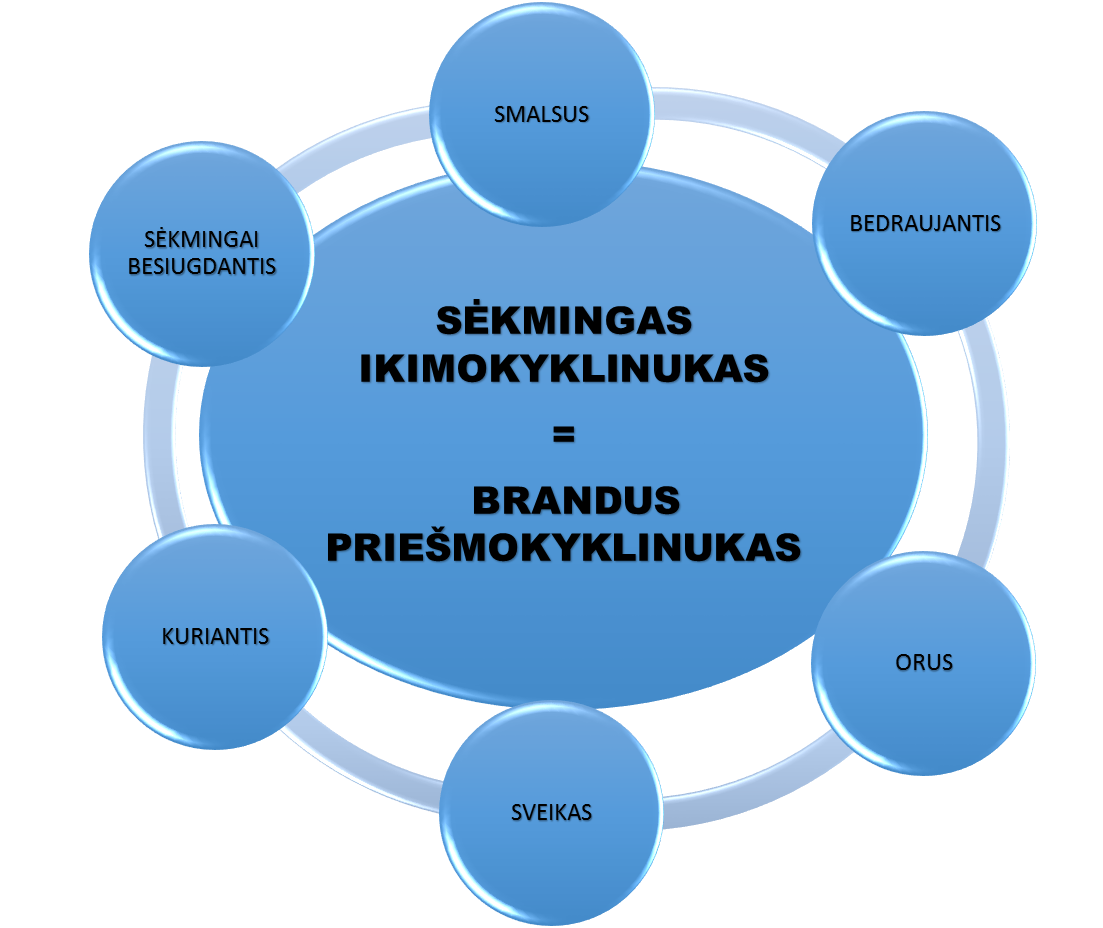 SMALSUS
BEDRAUJANTIS
SĖKMINGAI
BESIUGDANTIS
SĖKMINGAS
IKIMOKYKLINUKAS
=
BRANDUS
PRIEŠMOKYKLINUKAS
KURIANTIS
ORUS
SVEIKAS